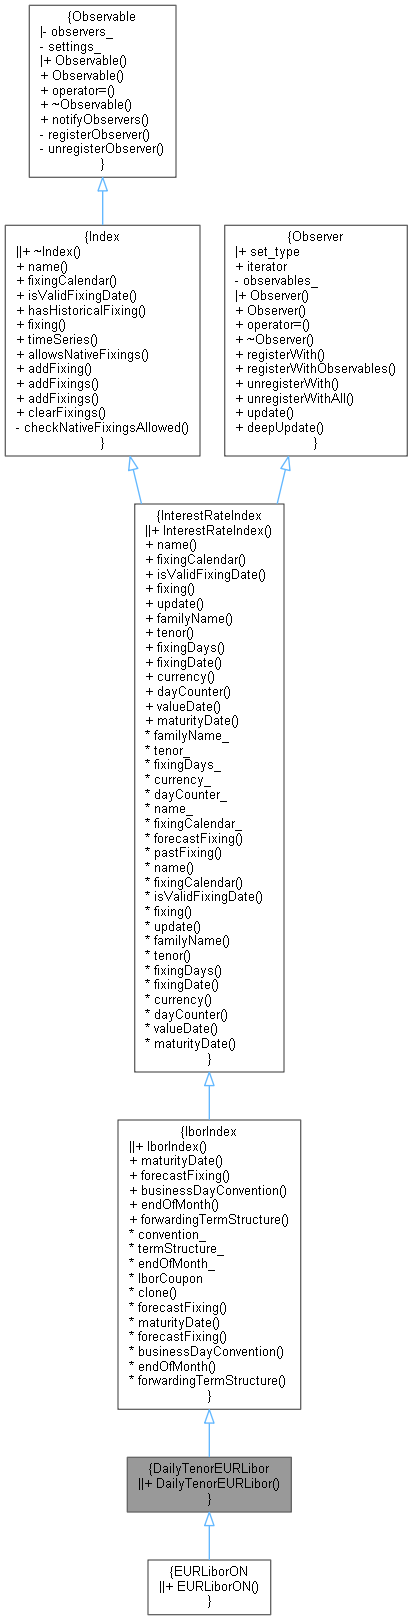 {Observable
|- observers_
- settings_
|+ Observable()
+ Observable()
+ operator=()
+ ~Observable()
+ notifyObservers()
- registerObserver()
- unregisterObserver()
}
{Index
||+ ~Index()
+ name()
+ fixingCalendar()
+ isValidFixingDate()
+ hasHistoricalFixing()
+ fixing()
+ timeSeries()
+ allowsNativeFixings()
+ addFixing()
+ addFixings()
+ addFixings()
+ clearFixings()
- checkNativeFixingsAllowed()
}
{Observer
|+ set_type
+ iterator
- observables_
|+ Observer()
+ Observer()
+ operator=()
+ ~Observer()
+ registerWith()
+ registerWithObservables()
+ unregisterWith()
+ unregisterWithAll()
+ update()
+ deepUpdate()
}
{InterestRateIndex
||+ InterestRateIndex()
+ name()
+ fixingCalendar()
+ isValidFixingDate()
+ fixing()
+ update()
+ familyName()
+ tenor()
+ fixingDays()
+ fixingDate()
+ currency()
+ dayCounter()
+ valueDate()
+ maturityDate()
* familyName_
* tenor_
* fixingDays_
* currency_
* dayCounter_
* name_
* fixingCalendar_
* forecastFixing()
* pastFixing()
* name()
* fixingCalendar()
* isValidFixingDate()
* fixing()
* update()
* familyName()
* tenor()
* fixingDays()
* fixingDate()
* currency()
* dayCounter()
* valueDate()
* maturityDate()
}
{IborIndex
||+ IborIndex()
+ maturityDate()
+ forecastFixing()
+ businessDayConvention()
+ endOfMonth()
+ forwardingTermStructure()
* convention_
* termStructure_
* endOfMonth_
* IborCoupon
* clone()
* forecastFixing()
* maturityDate()
* forecastFixing()
* businessDayConvention()
* endOfMonth()
* forwardingTermStructure()
}
{DailyTenorEURLibor
||+ DailyTenorEURLibor()
}
{EURLiborON
||+ EURLiborON()
}